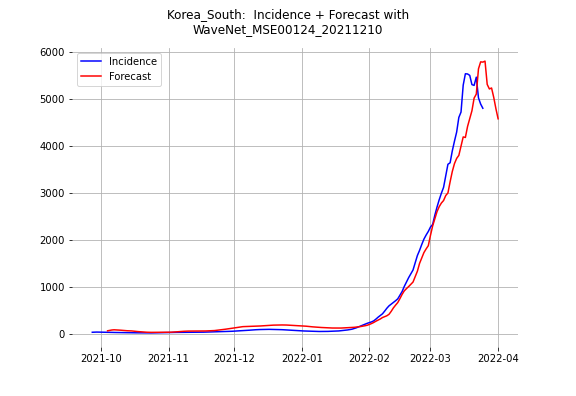 Korea_South:  Incidence + Forecast with
WaveNet_MSE00124_20211210
Incidence
Forecast
6000
5000
4000
3000
2000
1000
0
2021-10 2021-11 2021-12 2022-01 2022-02 2022-03 2022-04